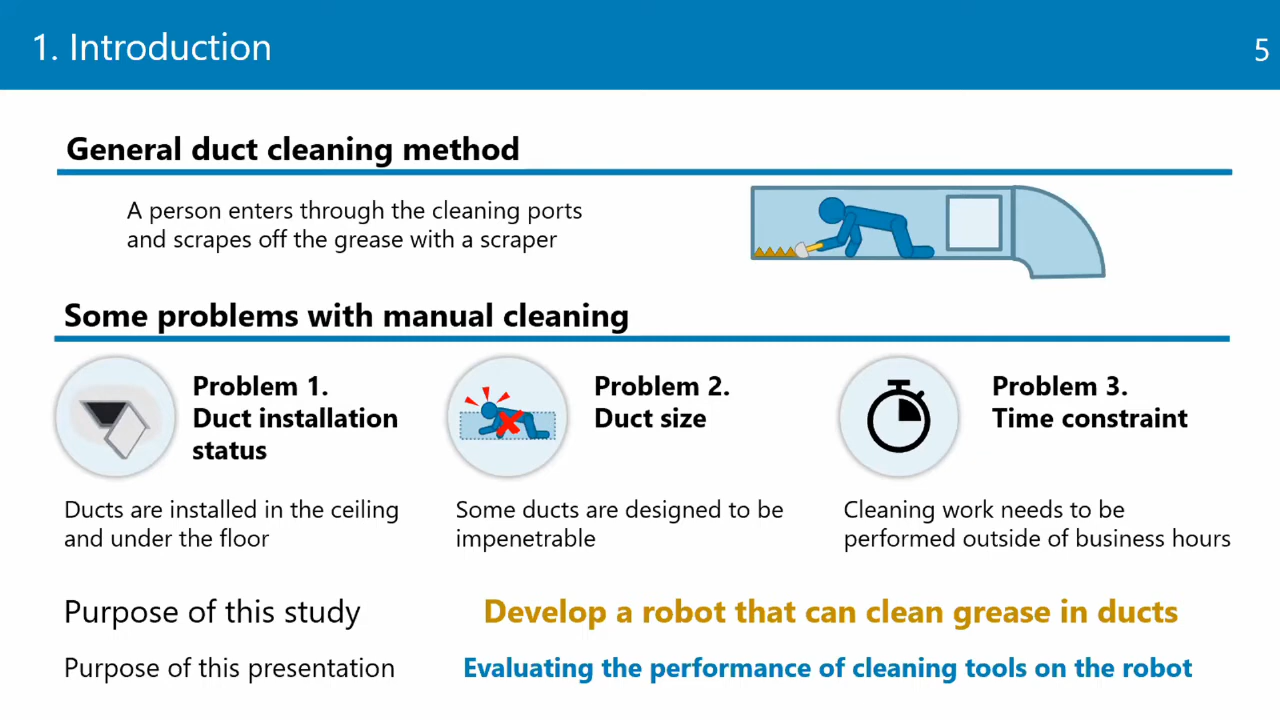 1. Introduction
5
General duct cleaning method
A person enters through the cleaning ports
and scrapes off the grease with a scraper
Some problems with manual cleaning
Problem 1.
Duct installation
status
Ducts are installed in the ceiling
and under the floor
Problem 2.
Duct size
Some ducts are designed to be
impenetrable
Problem 3.
Time constraint
Cleaning work needs to be
performed outside of business hours
Purpose of this study
Develop a robot that can clean grease in ducts
Purpose of this presentation
Evaluating the performance of cleaning tools on the robot